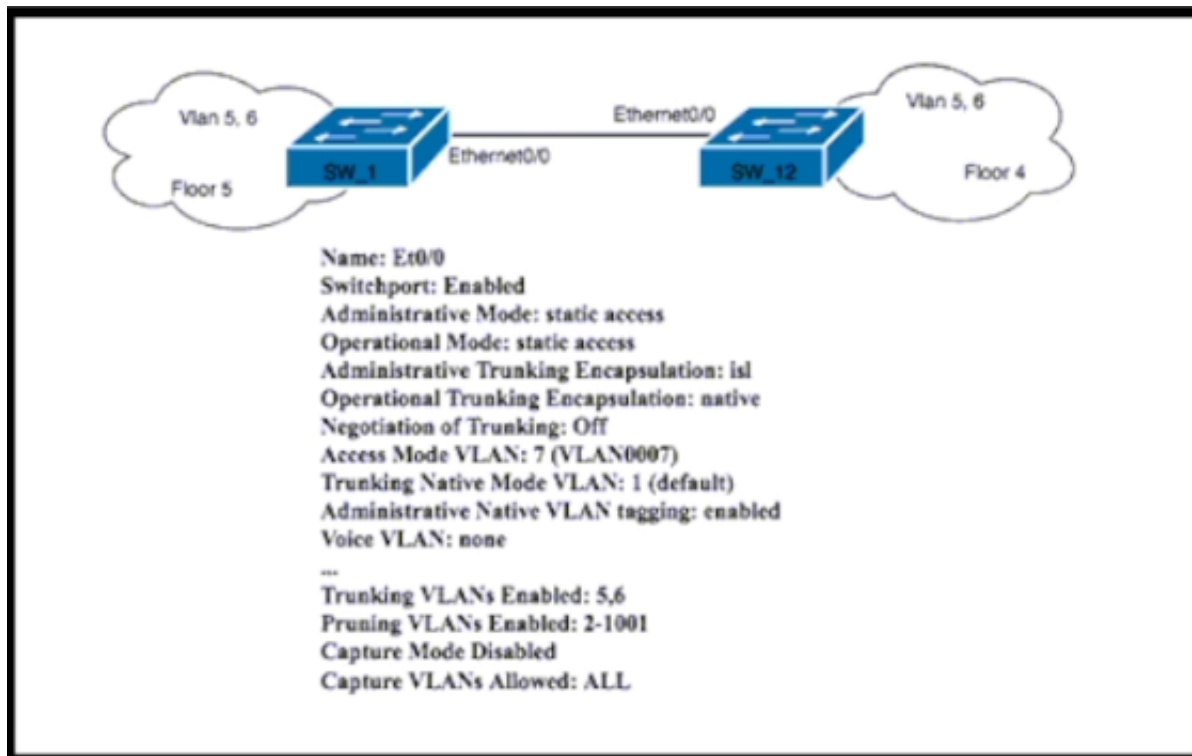 Vlan 5, 6
Ethernet0/0
Vlan 5, 6
Ethernet0/0
SW_1
SW_12
Floor 5
Floor 4
Name: Et0/0
Switchport: Enabled
Administrative Mode: static access
Operational Mode: static access
Administrative Trunking Encapsulation: isl
Operational Trunking Encapsulation: native
Negotiation of Trunking: Off
Access Mode VLAN: 7 (VLAN0007)
Trunking Native Mode VLAN: 1 (default)
Administrative Native VLAN tagging: enabled
Voice VLAN: none
...
Trunking VLANs Enabled: 5,6
Pruning VLANs Enabled: 2-1001
Capture Mode Disabled
Capture VLANs Allowed: ALL